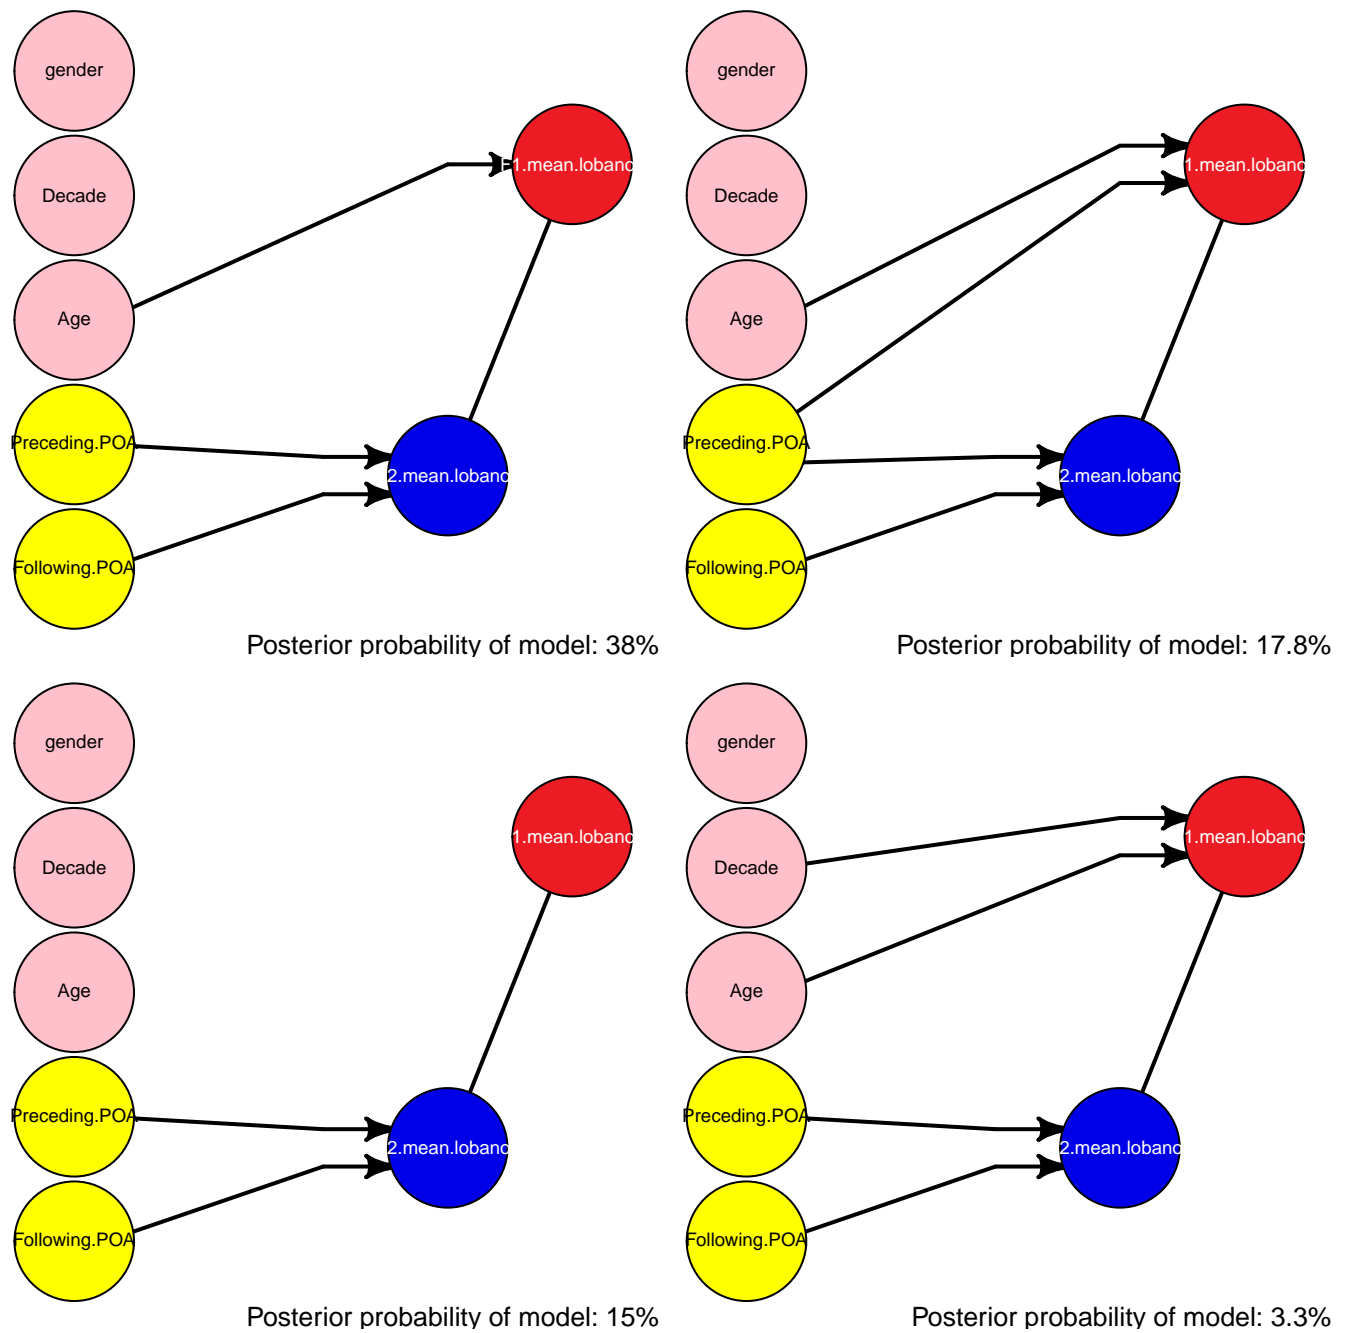 gender
Decade
Age
Preceding.POA
Following.POA
F1.mean.lobano
2.mean.lobano
Posterior probability of model: 38%
gender
Decade
Age
Preceding.POA
Following.POA
1.mean.lobano
2.mean.lobano
Posterior probability of model: 17.8%
gender
Decade
Age
Preceding.POA
Following.POA
1.mean.lobano
2.mean.lobano
Posterior probability of model: 15%
gender
Decade
Age
Preceding.POA
Following.POA
1.mean.lobano
2.mean.lobano
Posterior probability of model: 3.3%